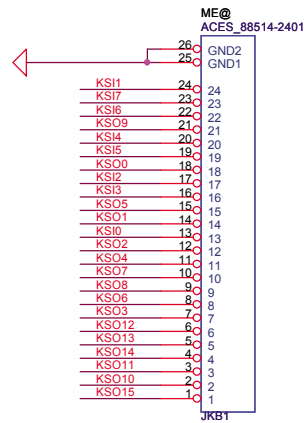 ME@
ACES_88514-2401
26 GND2
25 GND1
KSI1 24 24
KSI7 23 23
KSI6 22 22
KSO9 21 21
KSI4 20 20
KSI5 19 19
KSO0 18 18
KSI2 17 17
KSI3 16 16
KSO5 15 15
KSO1 14 14
KSI0 13 13
KSO2 12 12
KSO4 11 11
KSO7 10 10
KSO8 9 9
KSO6 8 8
KSO3 7 7
KSO12 6 6
KSO13 5 5
KSO14 4 4
KSO11 3 3
KSO10 2 2
KSO15 1 1
JKB1